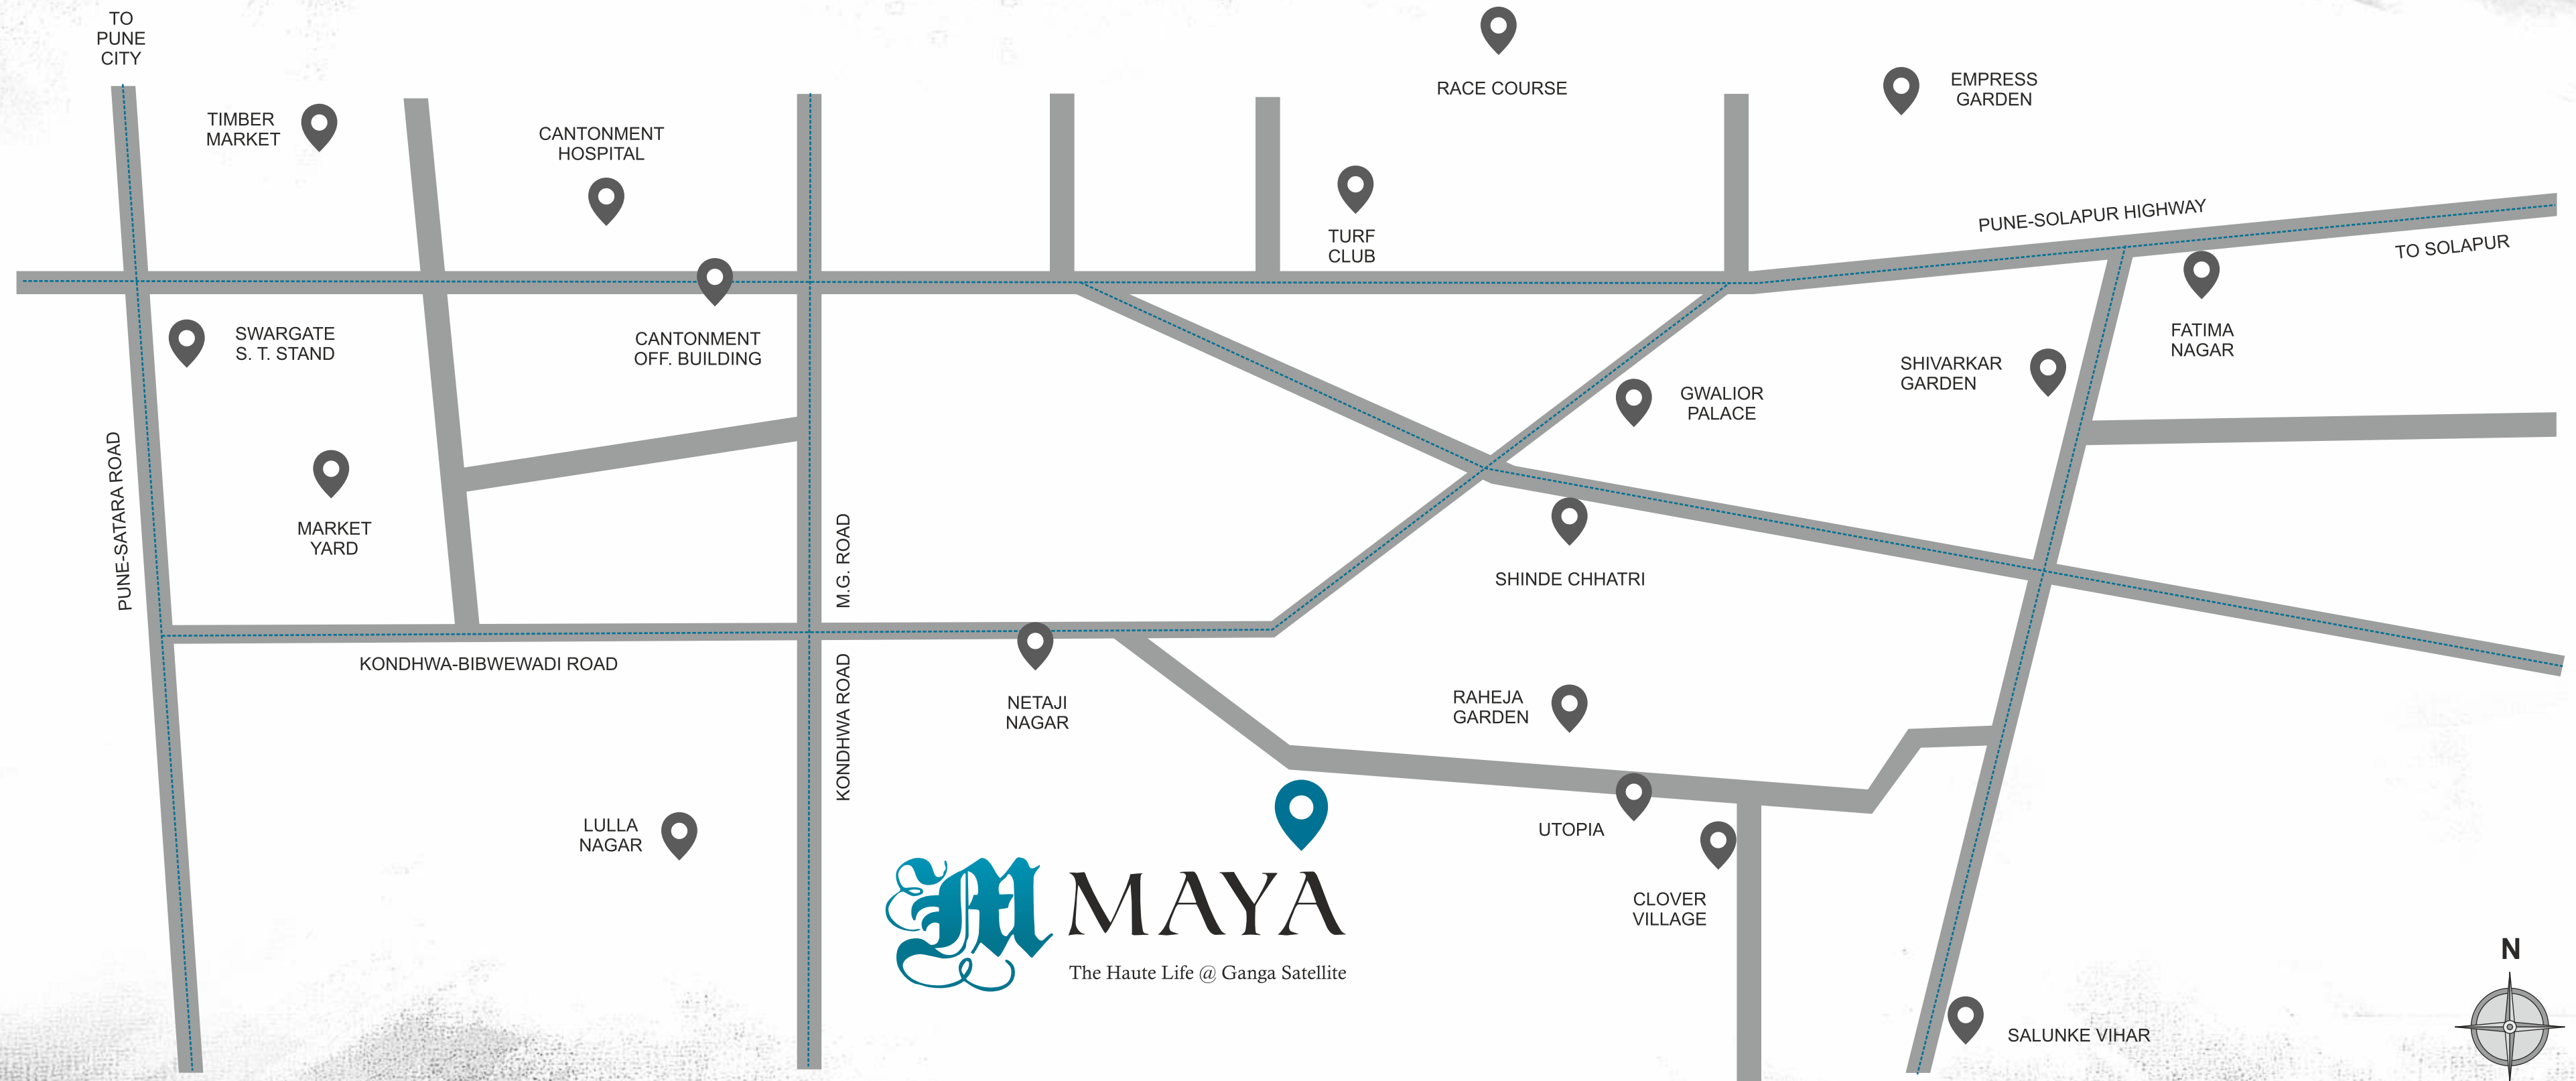 TO
PUNE
CITY
RACE COURSE
EMPRESS
GARDEN
TIMBER
MARKET
CANTONMENT
HOSPITAL
TURF
CLUB
PUNE-SOLAPUR HIGHWAY
TO SOLAPUR
SWARGATE
S. T. STAND
CANTONMENT
OFF. BUILDING
FATIMA
NAGAR
SHIVARKAR
GARDEN
GWALIOR
PALACE
PUNE-SATARA ROAD
MARKET
YARD
M.G. ROAD
SHINDE CHHATRI
KONDHWA-BIBWEWADI ROAD
KONDHWA ROAD
NETAJI
NAGAR
RAHEJA
GARDEN
LULLA
NAGAR
UTOPIA
CLOVER
VILLAGE
M MAYA
The Haute Life @ Ganga Satellite
N
SALUNKE VIHAR